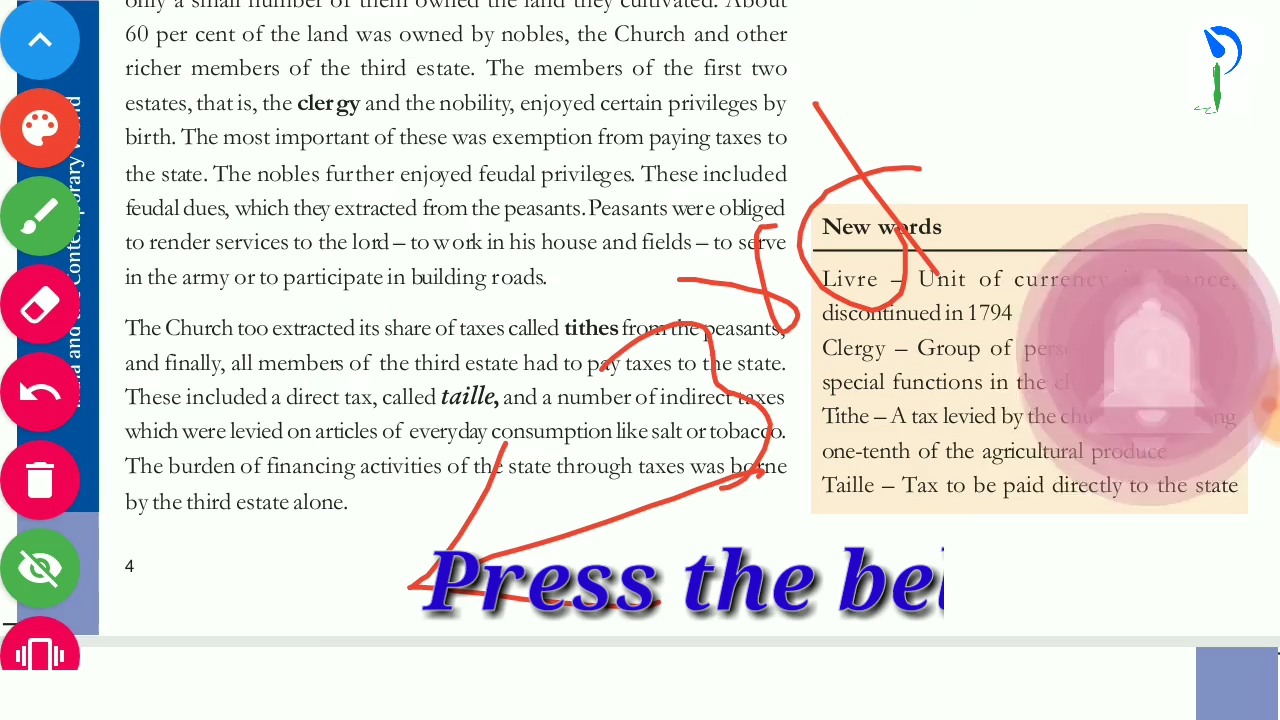 only a small number of them owned the land they cultivated. About
60 per cent of the land was owned by nobles, the Church and other
richer members of the third estate. The members of the first two
estates, that is, the clergy and the nobility, enjoyed certain privileges by
birth. The most important of these was exemption from paying taxes to
the state. The nobles further enjoyed feudal privileges. These included
feudal dues, which they extracted from the peasants. Peasants were obliged
to render services to the lord – to work in his house and fields – to serve
in the army or to participate in building roads.
The Church too extracted its share of taxes called tithes from the peasants,
and finally, all members of the third estate had to pay taxes to the state.
These included a direct tax, called taille, and a number of indirect taxes
which were levied on articles of everyday consumption like salt or tobacco.
The burden of financing activities of the state through taxes was borne
by the third estate alone.
4
New words
Livre – Unit of currency in France,
discontinued in 1794
Clergy – Group of
special functions in the
Tithe – A tax levied by the
one-tenth of the agricultural produce
Taille – Tax to be paid directly to the state
Press the bel